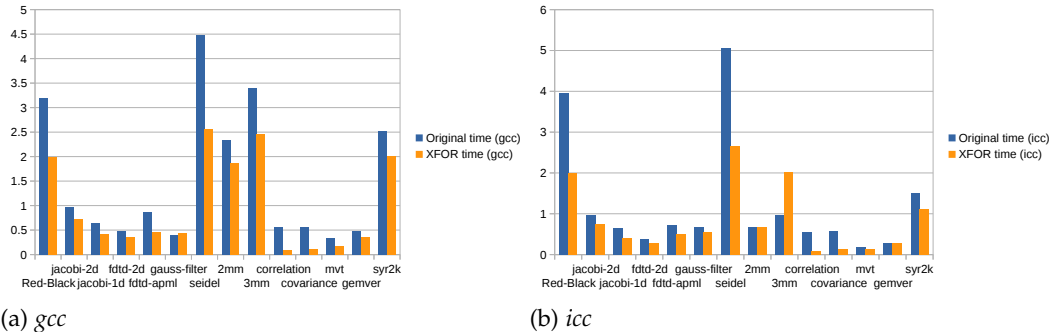 5
4.5
4
3.5
3
2.5
2
1.5
1
0.5
0
jacobi-2d fdtd-2d gauss-filter 2mm correlation mvt syr2k
Red-Black jacobi-1d fdtd-apml seidel 3mm covariance gemver
Original time (gcc)
XFOR time (gcc)
(a) gcc
6
5
4
3
2
1
0
jacobi-2d fdtd-2d gauss-filter 2mm correlation mvt syr2k
Red-Black jacobi-1d fdtd-apml seidel 3mm covariance gemver
Original time (icc)
XFOR time (icc)
(b) icc